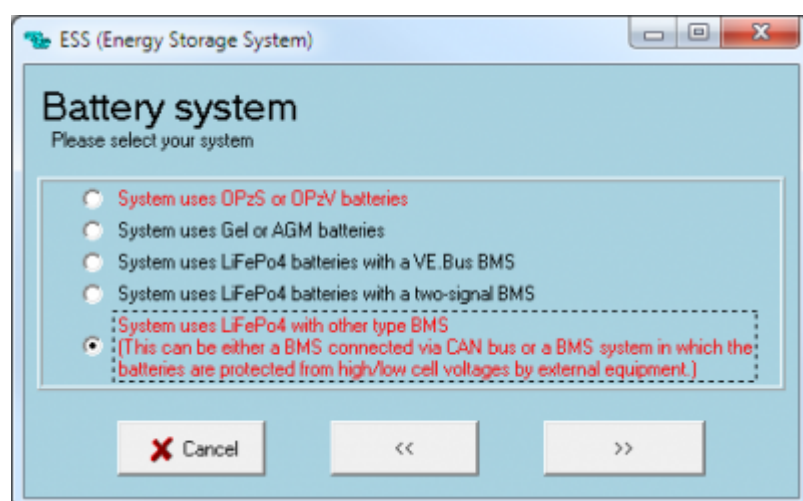 ESS (Energy Storage System)
Battery system
Please select your system
System uses OPzS or OPzV batteries
System uses Gel or AGM batteries
System uses LiFePo4 batteries with a VE.Bus BMS
System uses LiFePo4 batteries with a two-signal BMS
System uses LiFePo4 with other type BMS
(This can be either a BMS connected via CAN bus or a BMS system in which the
batteries are protected from high/low cell voltages by external equipment.)
Cancel
<<
>>